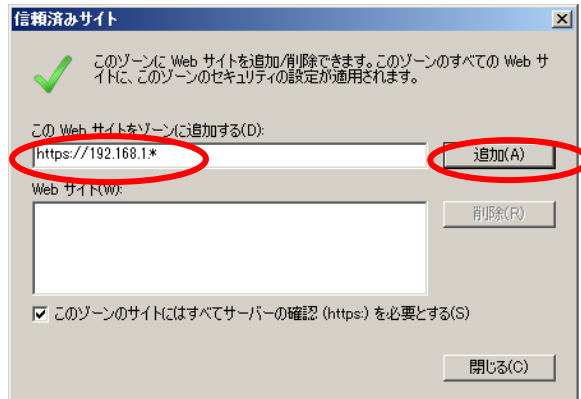 信頼済みサイト
このゾーンに Web サイトを追加/削除できます。このゾーンのすべての Web サ
イトに、このゾーンのセキュリティの設定が適用されます。
この Web サイトをゾーンに追加する(D):
https://192.168.1.*
追加(A)
Web サイト(W):
削除(R)
このゾーンのサイトにはすべてサーバーの確認 (https:) を必要とする(S)
閉じる(C)